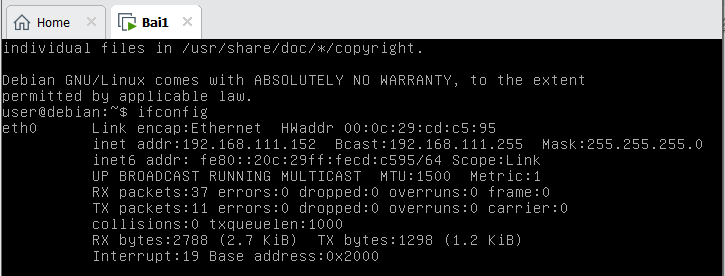 Home
Bai1
individual files in /usr/share/doc/*/copyright.
Debian GNU/Linux comes with ABSOLUTELY NO WARRANTY, to the extent
permitted by applicable law.
user@debian:~$ ifconfig
eth0      Link encap:Ethernet  HWaddr 00:0c:29:cd:c5:95
          inet addr:192.168.111.152  Bcast:192.168.111.255  Mask:255.255.255.0
          inet6 addr: fe80::20c:29ff:fecd:c595/64 Scope:Link
          UP BROADCAST RUNNING MULTICAST  MTU:1500  Metric:1
          RX packets:37 errors:0 dropped:0 overruns:0 frame:0
          TX packets:11 errors:0 dropped:0 overruns:0 carrier:0
          collisions:0 txqueuelen:1000
          RX bytes:2788 (2.7 KiB)  TX bytes:1298 (1.2 KiB)
          Interrupt:19 Base address:0x2000